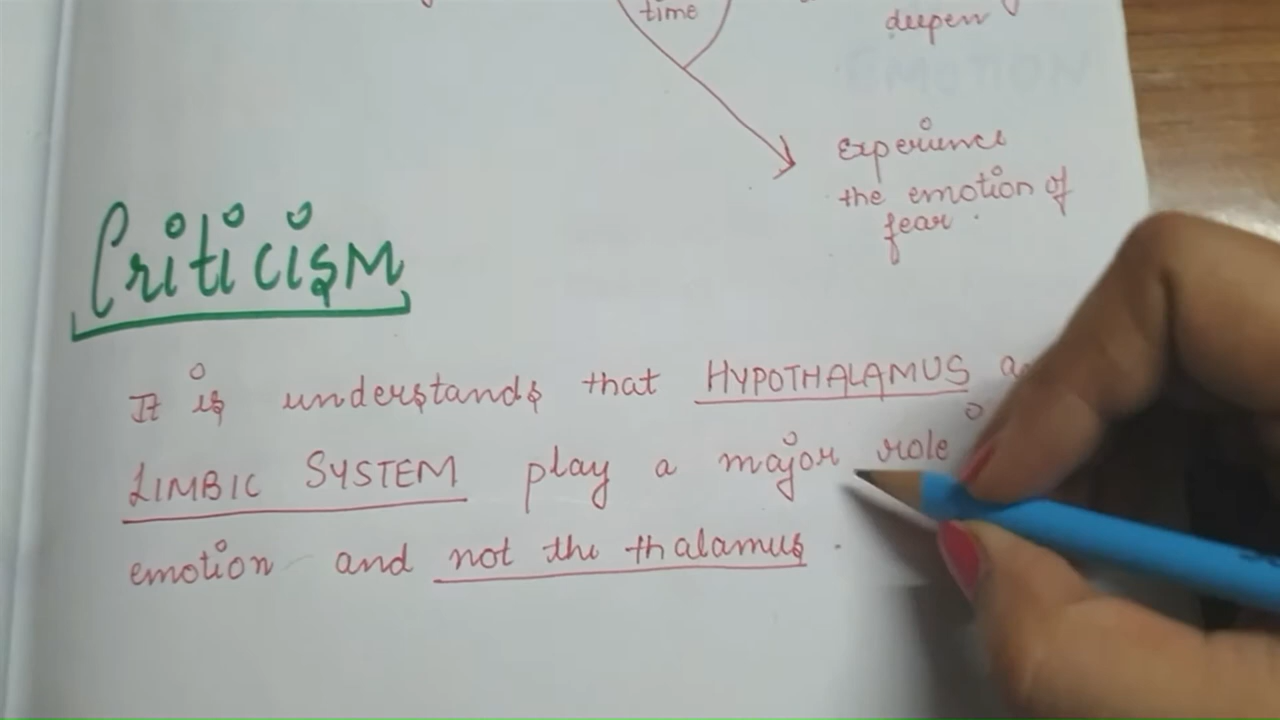 time
deepen
Experience
the emotion of
fear.
Criticism
It is understands that HYPOTHALAMUS
LIMBIC SYSTEM play a major role
emotion and not the thalamus.